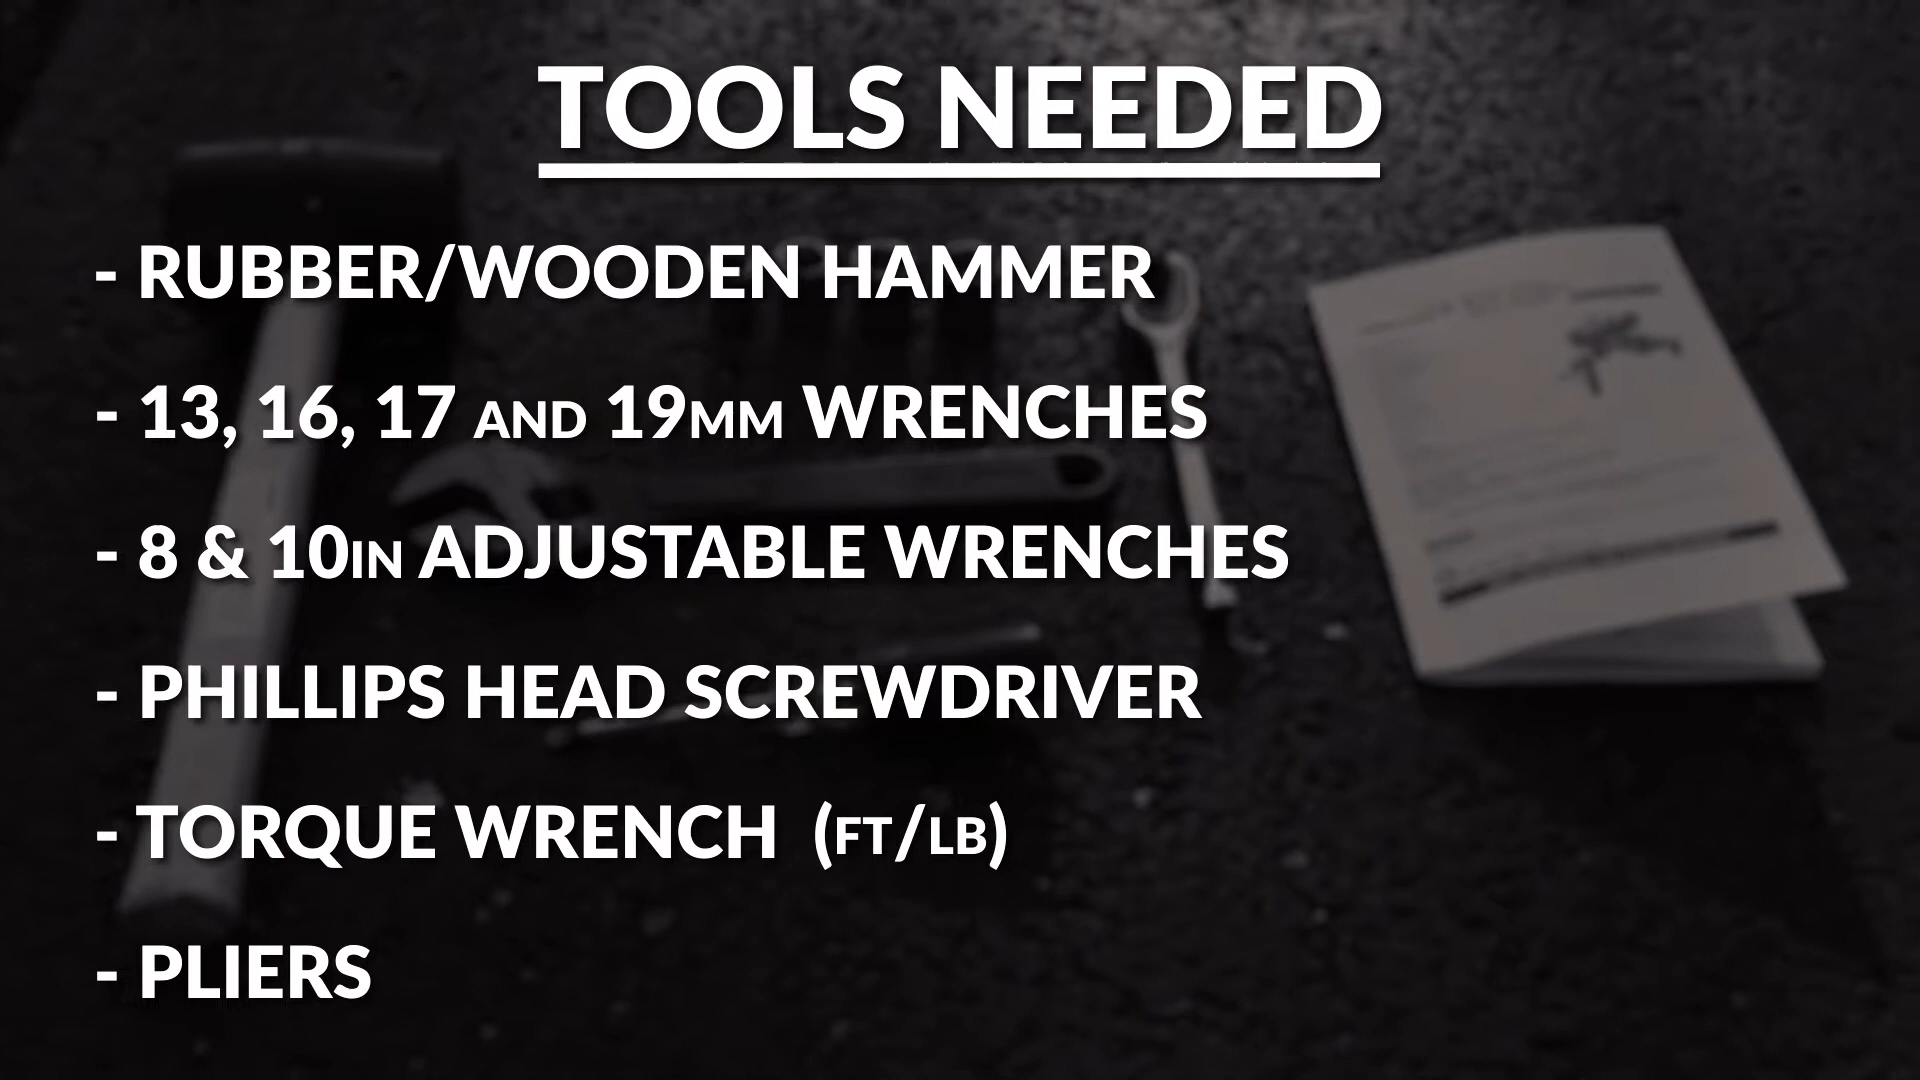 TOOLS NEEDED
- RUBBER/WOODEN HAMMER
- 13, 16, 17 AND 19MM WRENCHES
- 8 & 10IN ADJUSTABLE WRENCHES
- PHILLIPS HEAD SCREWDRIVER
- TORQUE WRENCH (FT/LB)
- PLIERS